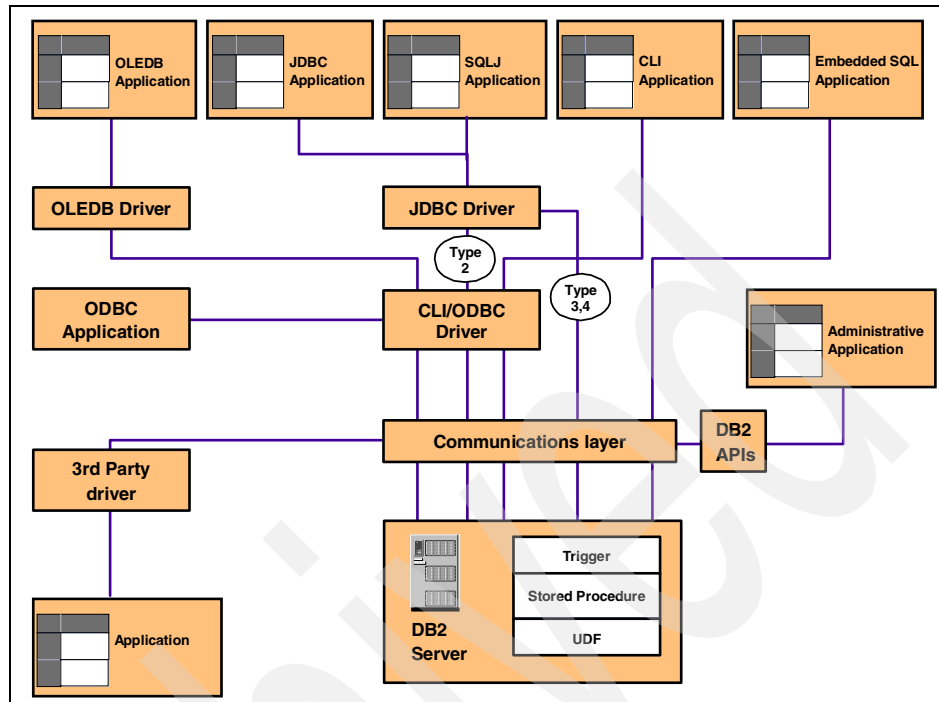 OLEDB
Application
JDBC
Application
SQLJ
Application
CLI
Application
Embedded SQL
Application
OLEDB Driver
JDBC Driver
Type
2
Type
3,4
ODBC
Application
CLI/ODBC
Driver
Administrative
Application
Communications layer
DB2
APIs
3rd Party
driver
Trigger
Stored Procedure
UDF
DB2
Server
Application